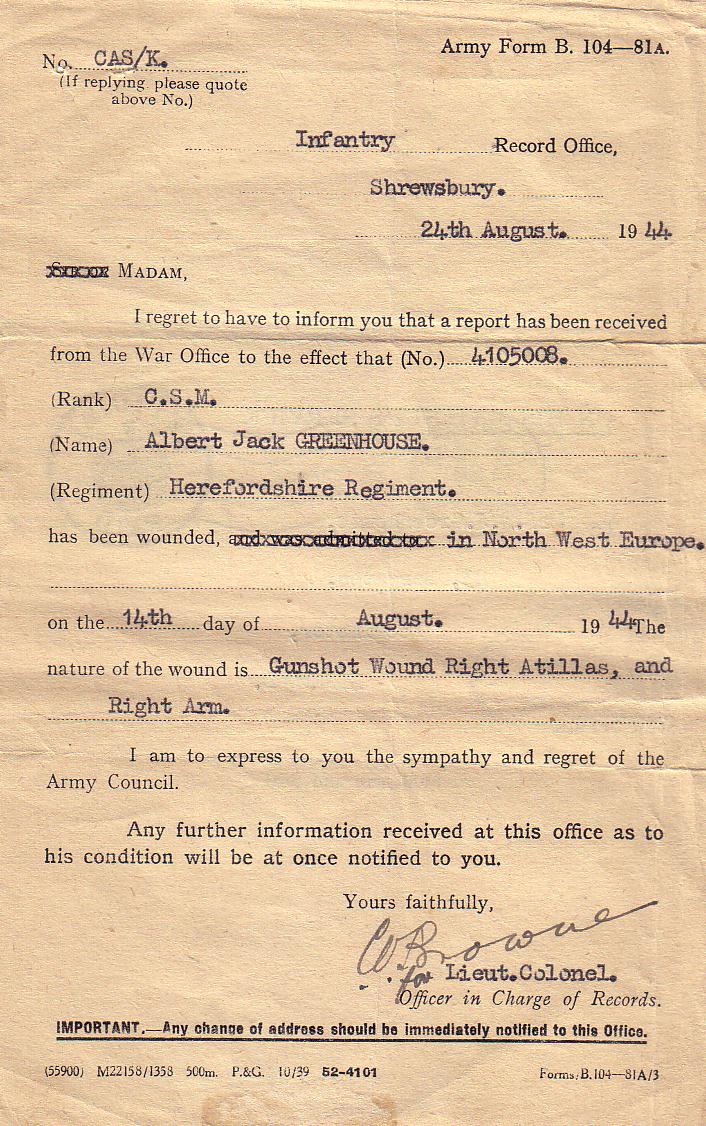 No. CAS/K.
Army Form B. 104—81A.
(If replying please quote
above No.)
Infantry Record Office,
Shrewsbury.
24th August. 1944
MADAM,
I regret to have to inform you that a report has been received
from the War Office to the effect that (No.) 4105008.
(Rank) C.S.M.
(Name) Albert Jack GREENHOUSE.
(Regiment) Herefordshire Regiment.
has been wounded, and was admitted to in North West Europe.
on the 14th day of August. 1944 The
nature of the wound is Gunshot Wound Right Atillas, and
Right Arm.
I am to express to you the sympathy and regret of the
Army Council.
Any further information received at this office as to
his condition will be at once notified to you.
Yours faithfully,
Browne
for Lieut.Colonel.
Officer in Charge of Records.
IMPORTANT.—Any change of address should be immediately notified to this Office.
(55900) M22158/1358 500m. P.&G. 10/39 52-4101
Forms/B.104—81A/3